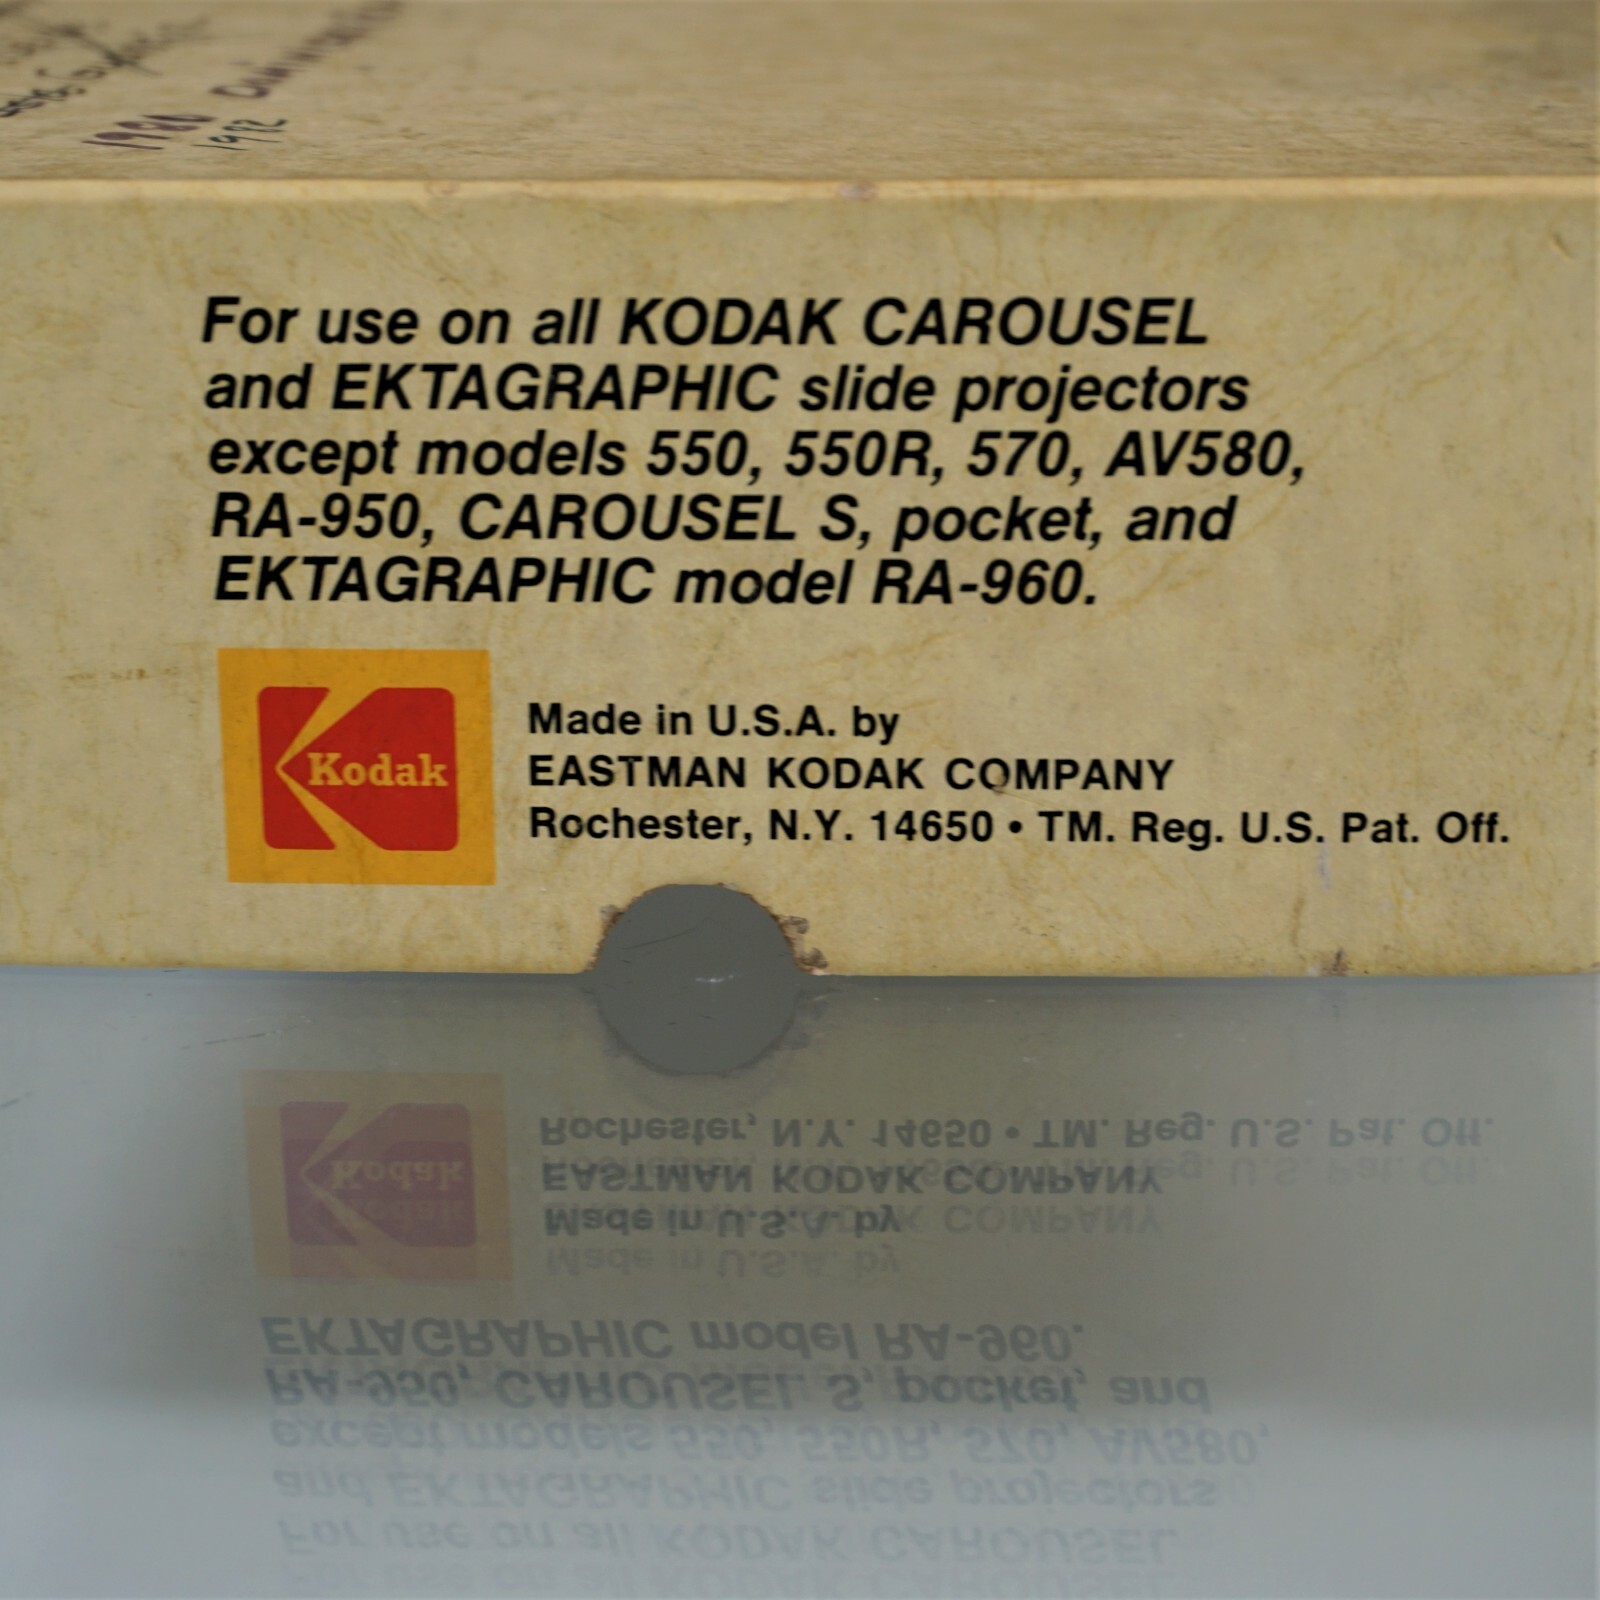 1980
1982
For use on all KODAK CAROUSEL
and EKTAGRAPHIC slide projectors
except models 550, 550R, 570, AV580,
RA-950, CAROUSEL S, pocket, and
EKTAGRAPHIC model RA-960.
Kodak
Made in U.S.A. by
EASTMAN KODAK COMPANY
Rochester, N.Y. 14650 • TM. Reg. U.S. Pat. Off.